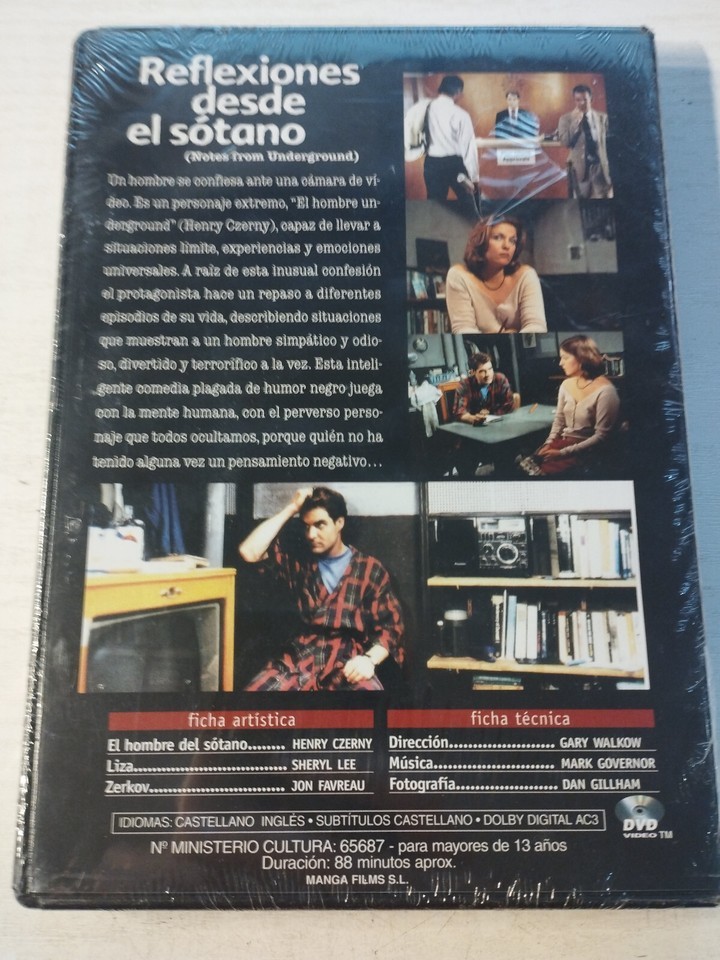 Reflexiones
desde
el sótano
(Notes from Underground)
Un hombre se confiesa ante una cámara de ví-
deo. Es un personaje extremo, "El hombre un-
derground" (Henry Czerny), capaz de llevar a
situaciones límite, experiencias y emociones
universales. A raíz de esta inusual confesión
el protagonista hace un repaso a diferentes
episodios de su vida, describiendo situaciones
que muestran a un hombre simpático y odio-
so, divertido y terrorífico a la vez. Esta inteli-
gente comedia plagada de humor negro juega
con la mente humana, con el perverso perso-
naje que todos ocultamos, porque quién no ha
tenido alguna vez un pensamiento negativo...
ficha artística
El hombre del sótano........ HENRY CZERNY
Liza................................ SHERYL LEE
Zerkov............................ JON FAVREAU
ficha técnica
Dirección....................... GARY WALKOW
Música.......................... MARK GOVERNOR
Fotografía...................... DAN GILLHAM
IDIOMAS: CASTELLANO INGLÉS • SUBTÍTULOS CASTELLANO • DOLBY DIGITAL AC3
DVD
VIDEO TM
Nº MINISTERIO CULTURA: 65687 - para mayores de 13 años
Duración: 88 minutos aprox.
MANGA FILMS S.L.